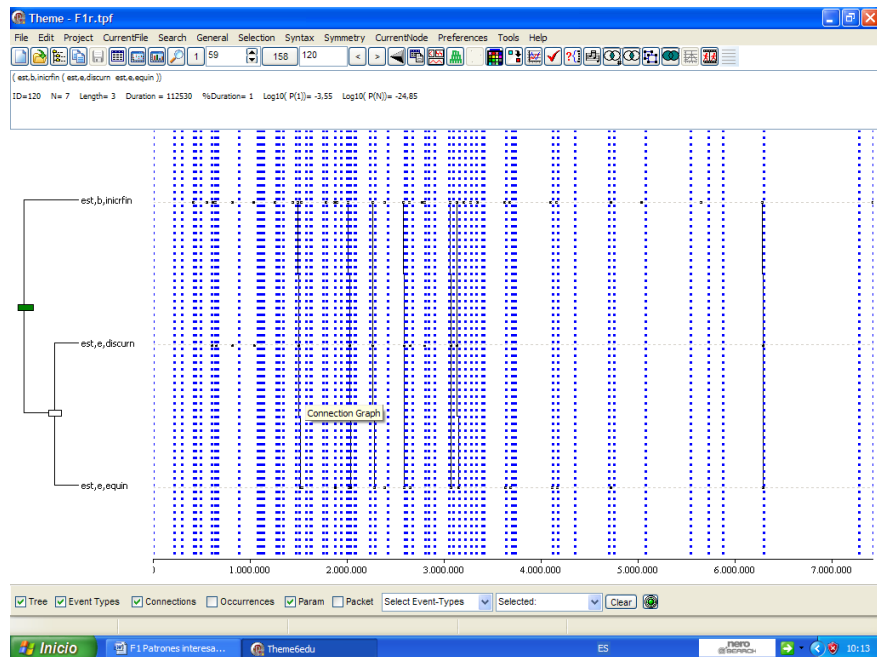 Theme - F1r.tpf
File Edit Project CurrentFile Search General Selection Syntax Symmetry CurrentNode Preferences Tools Help
1 59 158 120 < >
( est,b,inicrfin ( est,e,discurn est,e,equin ))
ID=120 N= 7 Length= 3 Duration = 112530 %Duration= 1 Log10( P(1))= -3,55 Log10( P(N))= -24,85
est,b,inicrfin
est,e,discurn
Connection Graph
est,e,equin
) 1.000.000 2.000.000 3.000.000 4.000.000 5.000.000 6.000.000 7.000.000
Tree Event Types Connections Occurrences Param Packet Select Event-Types Selected: Clear
Inicio F1 Patrones interesa... Theme6edu ES nero SEARCH 10:13